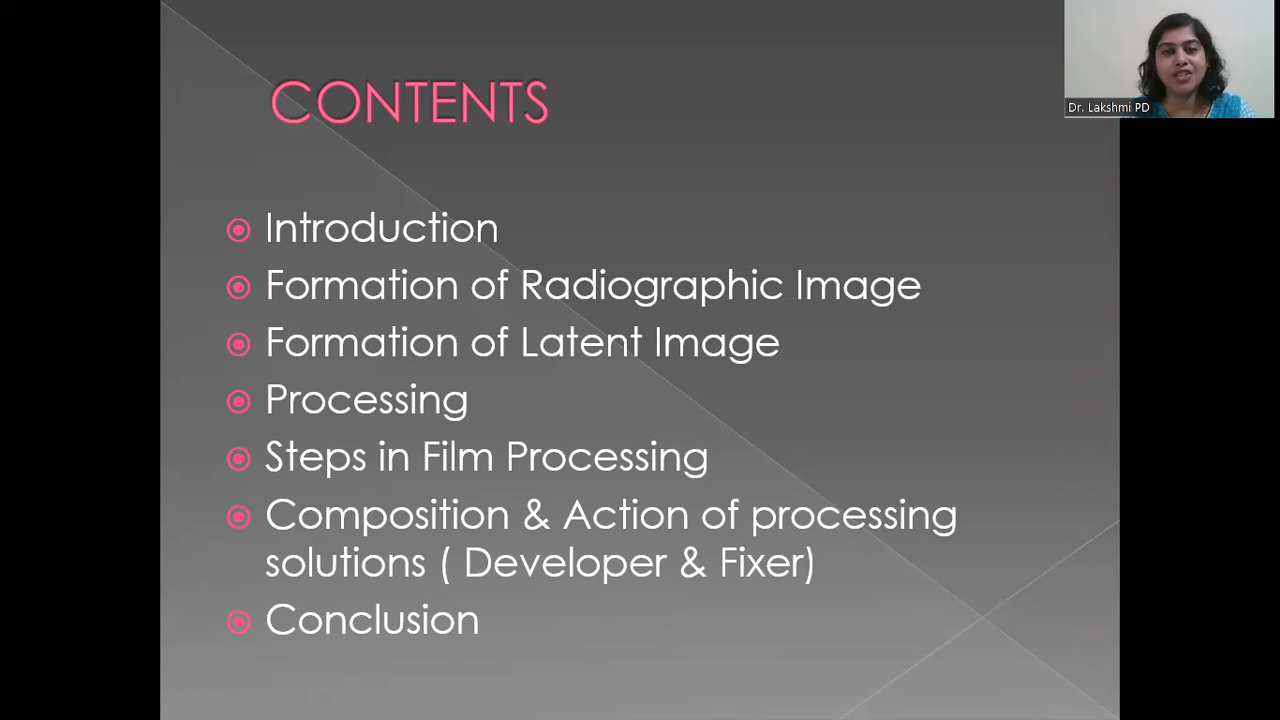 CONTENTS
Dr. Lakshmi PD
Introduction
Formation of Radiographic Image
Formation of Latent Image
Processing
Steps in Film Processing
Composition & Action of processing
solutions ( Developer & Fixer)
Conclusion